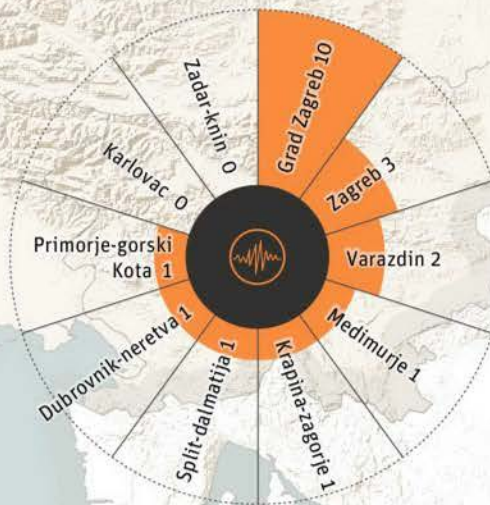 Grad Zagreb 10
Zagreb 3
Varazdin 2
Medimurje 1
Krapina-zagorje 1
Split-dalmatija 1
Dubrovnik-neretva 1
Primorje-gorski
Kota 1
Karlovac 0
Zadar-knin 0